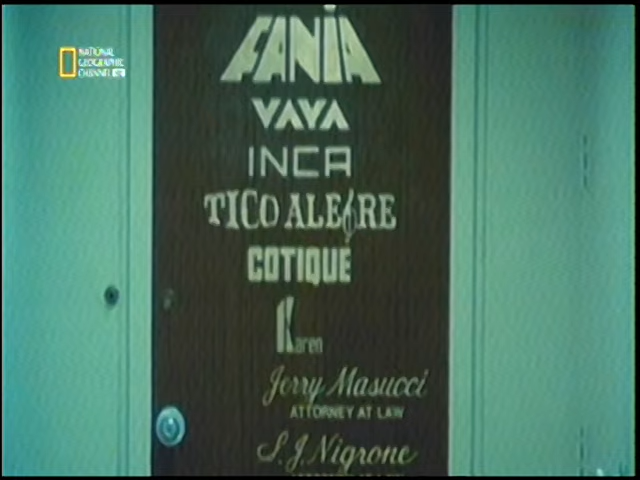 NATIONAL
GEOGRAPHIC
CHANNEL
FANIA
VAYA
INCA
TICO ALEGRE
COTIQUE
Karen
Jerry Masucci
ATTORNEY AT LAW
S.J. Nigrone